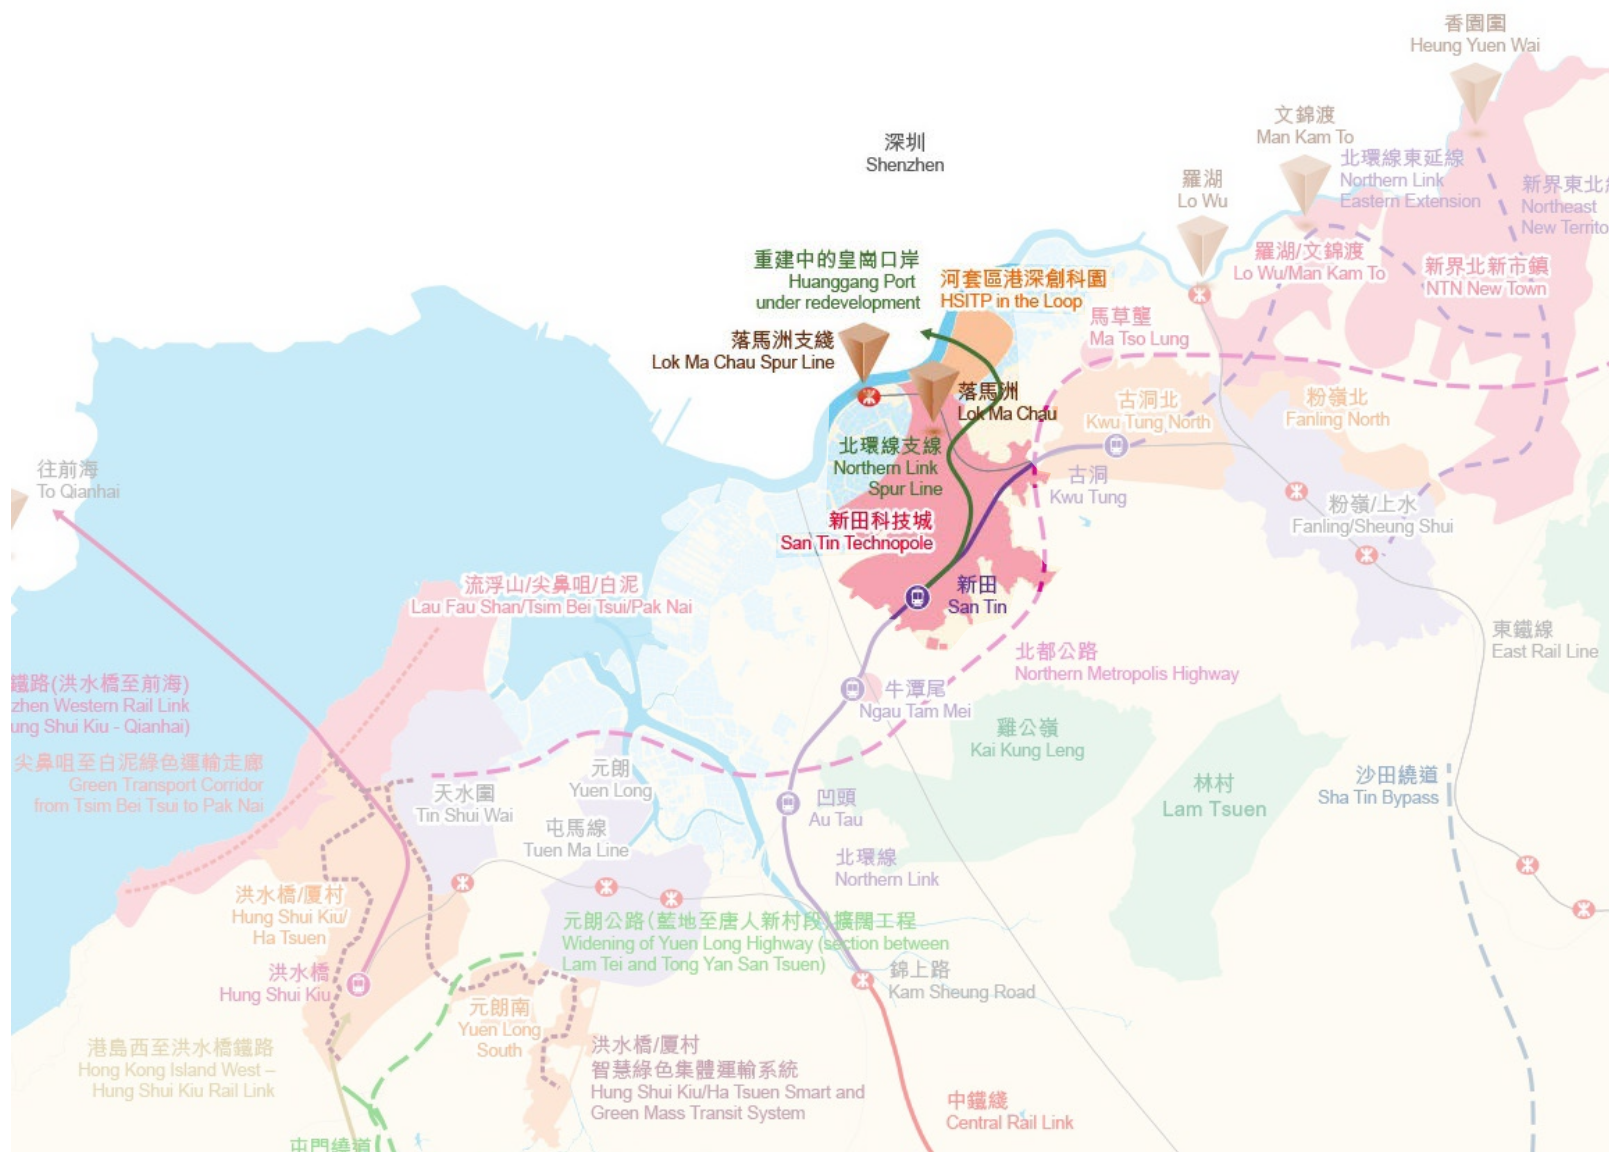 香園圍
Heung Yuen Wai
文錦渡
Man Kam To
深圳
Shenzhen
北環線東延線
Northern Link
Eastern Extension
羅湖
Lo Wu
新界東北
Northeast
New Territo
重建中的皇崗口岸
Huanggang Port
under redevelopment
河套區港深創科園
HSITP in the Loop
羅湖/文錦渡
Lo Wu/Man Kam To
新界北新市鎮
NTN New Town
馬草壟
Ma Tso Lung
落馬洲支綫
Lok Ma Chau Spur Line
落馬洲
Lok Ma Chau
古洞北
Kwu Tung North
粉嶺北
Fanling North
北環線支線
Northern Link
Spur Line
往前海
To Qianhai
古洞
Kwu Tung
粉嶺/上水
Fanling/Sheung Shui
新田科技城
San Tin Technopole
流浮山/尖鼻咀/白泥
Lau Fau Shan/Tsim Bei Tsui/Pak Nai
新田
San Tin
東鐵線
East Rail Line
北都公路
Northern Metropolis Highway
鐵路(洪水橋至前海)
zhen Western Rail Link
ung Shui Kiu - Qianhai)
牛潭尾
Ngau Tam Mei
雞公嶺
Kai Kung Leng
尖鼻咀至白泥綠色運輸走廊
Green Transport Corridor
from Tsim Bei Tsui to Pak Nai
元朗
Yuen Long
天水圍
Tin Shui Wai
林村
Lam Tsuen
沙田繞道
Sha Tin Bypass
凹頭
Au Tau
屯馬線
Tuen Ma Line
北環線
Northern Link
洪水橋/厦村
Hung Shui Kiu/
Ha Tsuen
元朗公路(藍地至唐人新村段)擴闊工程
Widening of Yuen Long Highway (section between
Lam Tei and Tong Yan San Tsuen)
洪水橋
Hung Shui Kiu
錦上路
Kam Sheung Road
元朗南
Yuen Long
South
港島西至洪水橋鐵路
Hong Kong Island West –
Hung Shui Kiu Rail Link
洪水橋/厦村
智慧綠色集體運輸系統
Hung Shui Kiu/Ha Tsuen Smart and
Green Mass Transit System
中鐵綫
Central Rail Link
屯門繞道